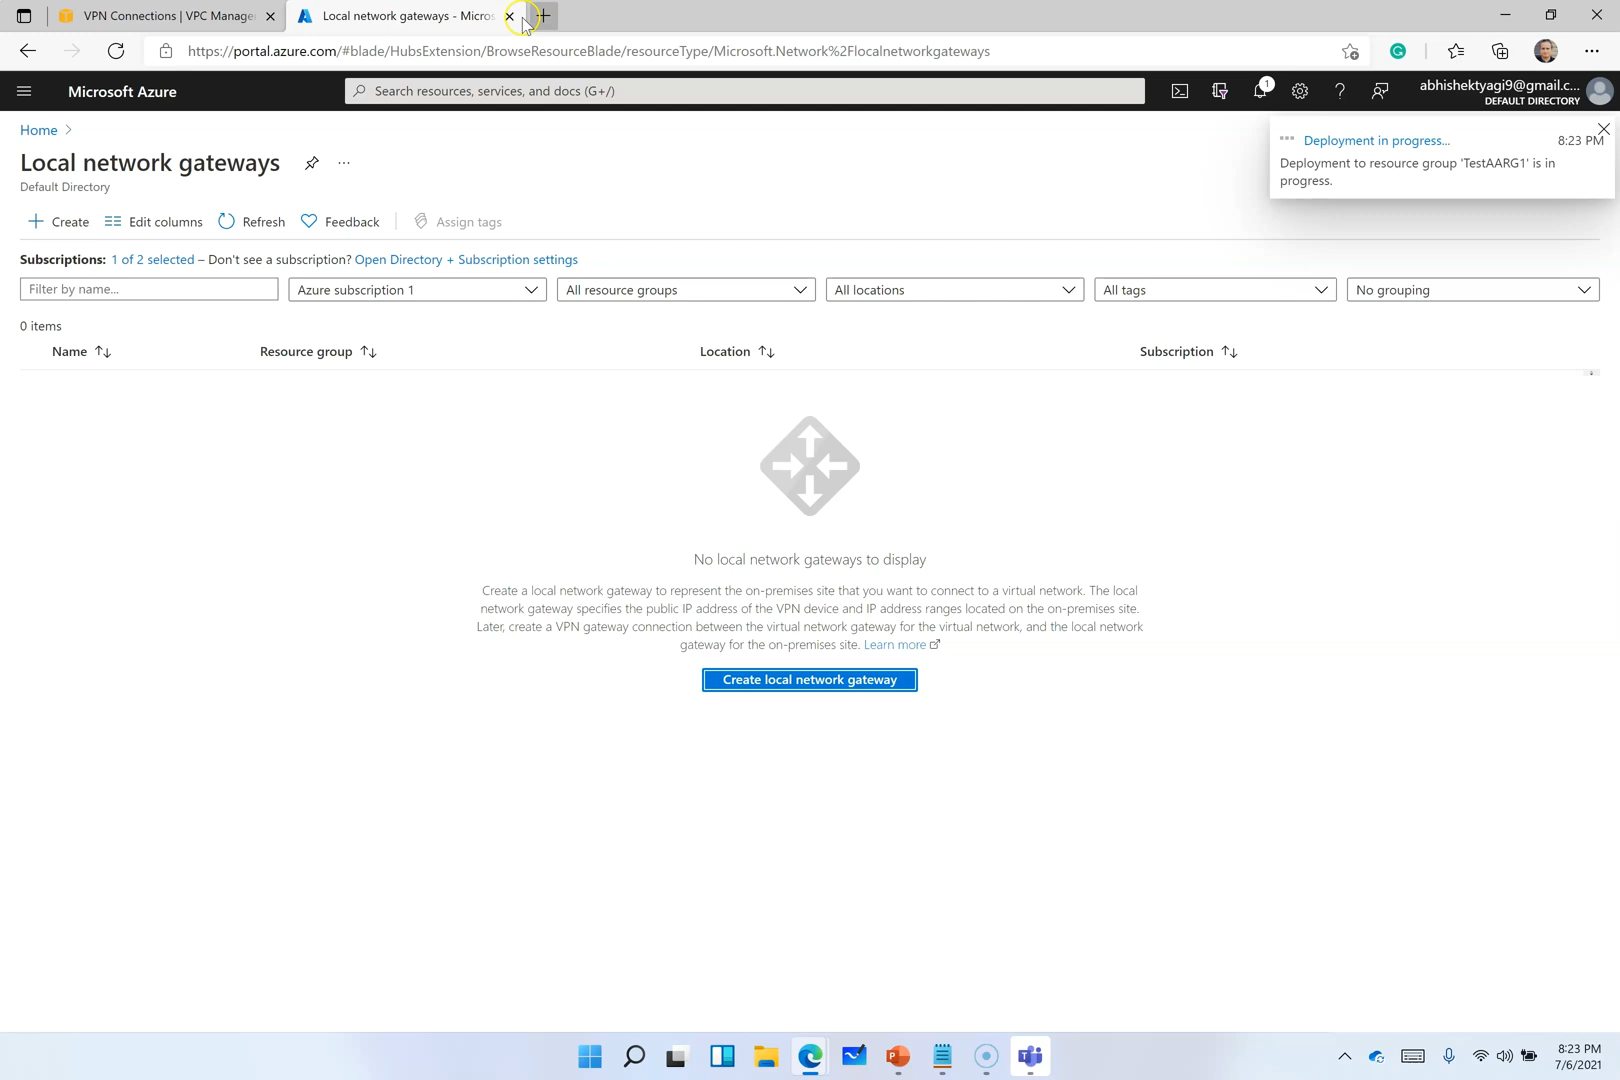 VPN Connections | VPC Manage
Local network gateways - Micros
https://portal.azure.com/#blade/HubsExtension/BrowseResourceBlade/resourceType/Microsoft.Network%2Flocalnetworkgateways
Microsoft Azure
Search resources, services, and docs (G+/)
1
abhishektyagi9@gmail.c...
DEFAULT DIRECTORY
Home
Deployment in progress...
8:23 PM
Deployment to resource group 'TestAARG1' is in
progress.
Local network gateways
Default Directory
Create
Edit columns
Refresh
Feedback
Assign tags
Subscriptions: 1 of 2 selected – Don't see a subscription? Open Directory + Subscription settings
Filter by name...
Azure subscription 1
All resource groups
All locations
All tags
No grouping
0 items
Name
Resource group
Location
Subscription
No local network gateways to display
Create a local network gateway to represent the on-premises site that you want to connect to a virtual network. The local
network gateway specifies the public IP address of the VPN device and IP address ranges located on the on-premises site.
Later, create a VPN gateway connection between the virtual network gateway for the virtual network, and the local network
gateway for the on-premises site. Learn more
Create local network gateway
8:23 PM
7/6/2021